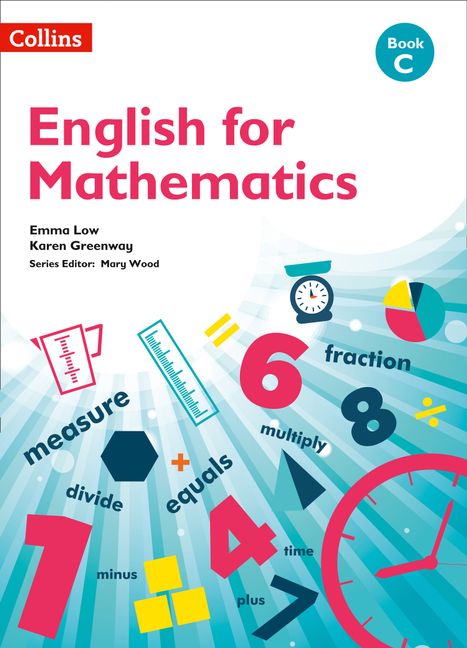 Collins
Book
C
English for
Mathematics
Emma Low
Karen Greenway
Series Editor: Mary Wood
=
6
fraction
measure
8
÷
multiply
+
equals
divide
1
4
time
minus
7
plus